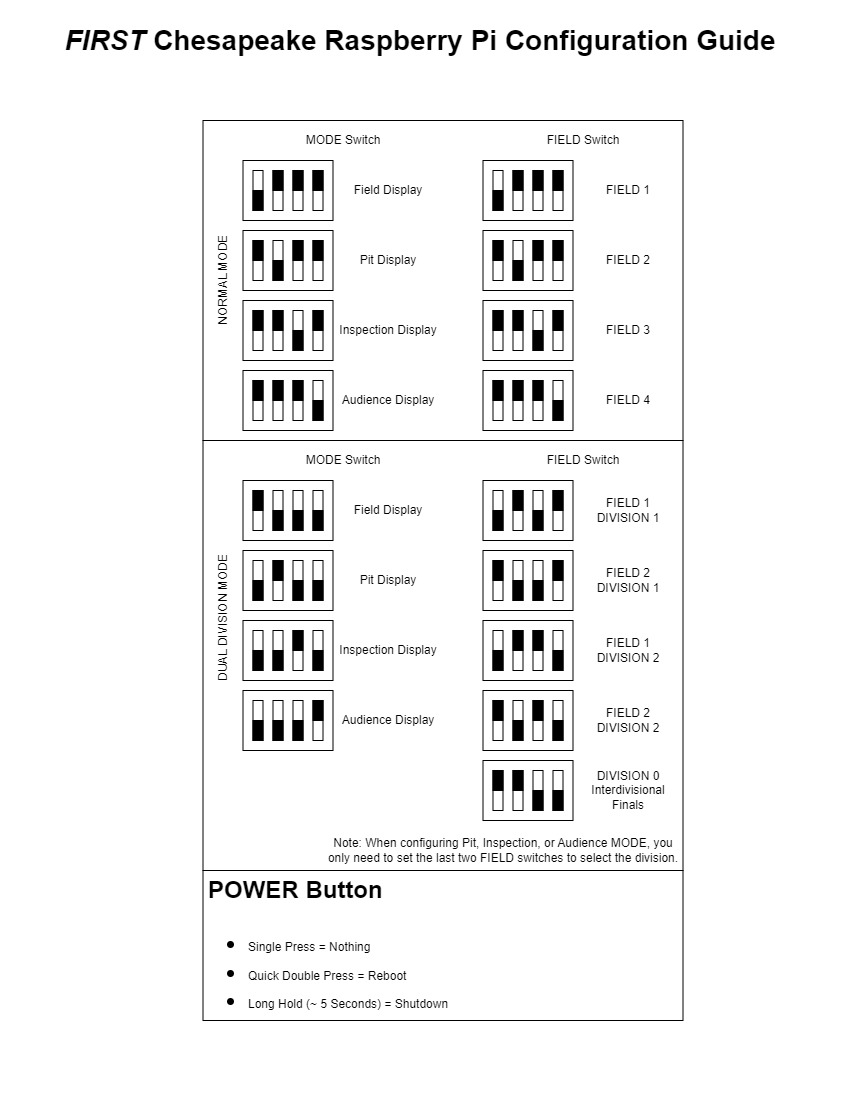 FIRST Chesapeake Raspberry Pi Configuration Guide
MODE Switch
FIELD Switch
NORMAL MODE
Field Display
FIELD 1
Pit Display
FIELD 2
Inspection Display
FIELD 3
Audience Display
FIELD 4
MODE Switch
FIELD Switch
DUAL DIVISION MODE
Field Display
FIELD 1
DIVISION 1
Pit Display
FIELD 2
DIVISION 1
Inspection Display
FIELD 1
DIVISION 2
Audience Display
FIELD 2
DIVISION 2
DIVISION 0
Interdivisional
Finals
Note: When configuring Pit, Inspection, or Audience MODE, you
only need to set the last two FIELD switches to select the division.
POWER Button
Single Press = Nothing
Quick Double Press = Reboot
Long Hold (~ 5 Seconds) = Shutdown